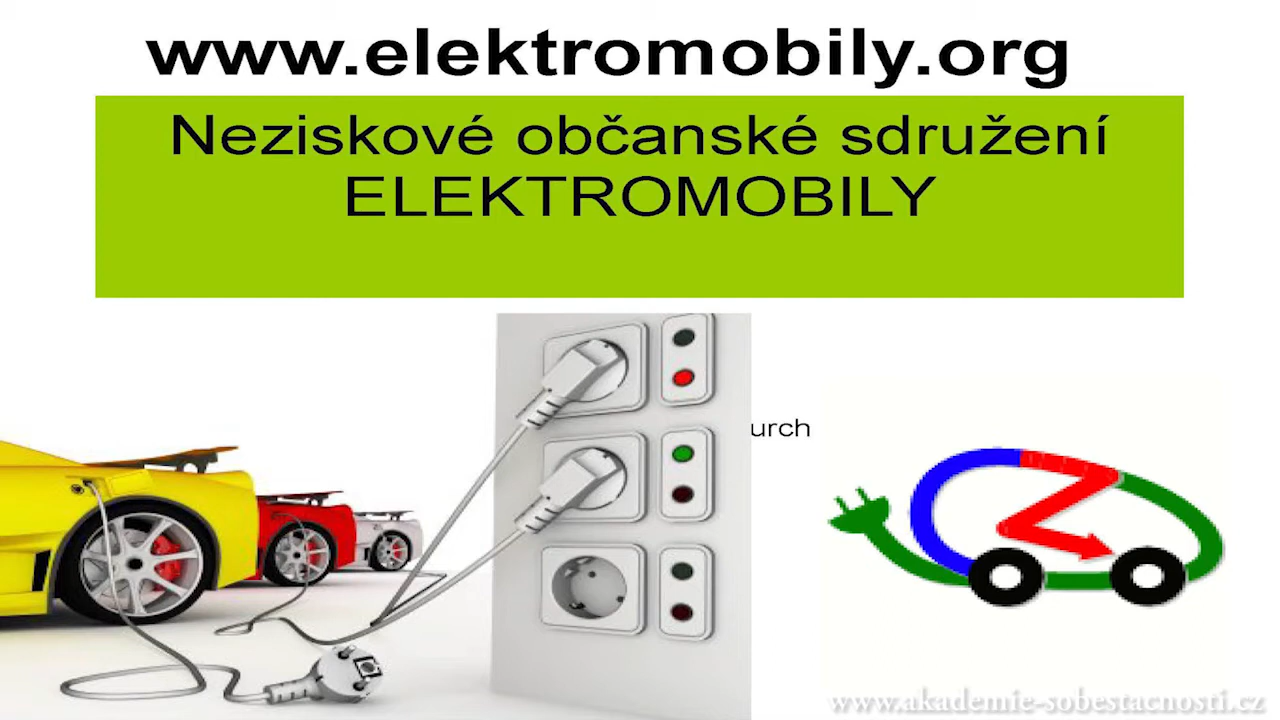 www.elektromobily.org
Neziskové občanské sdružení
ELEKTROMOBILY
urch
www.akademie-sobestacnosti.cz